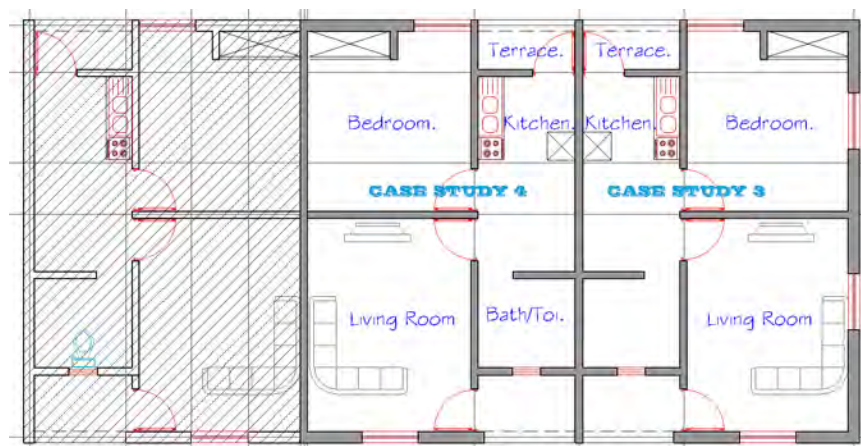 Terrace. Terrace.
Bedroom. Kitchen. Kitchen. Bedroom.
CASE STUDY 4 CASE STUDY 3
Living Room Bath/Toi. Living Room